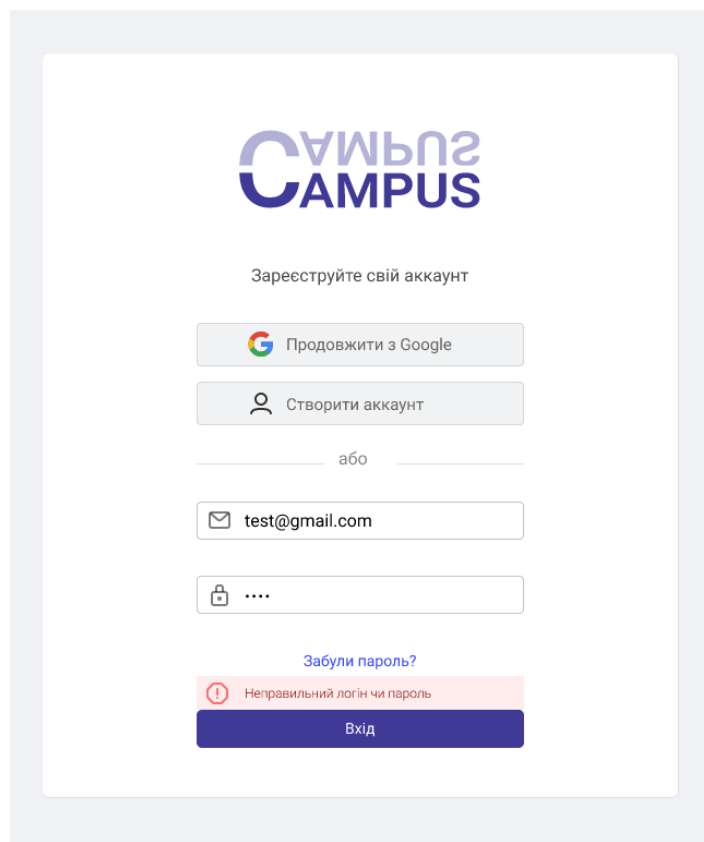 CAMPUS
Зареєструйте свій аккаунт
Продовжити з Google
Створити аккаунт
або
test@gmail.com
••••
Забули пароль?
Неправильний логін чи пароль
Вхід